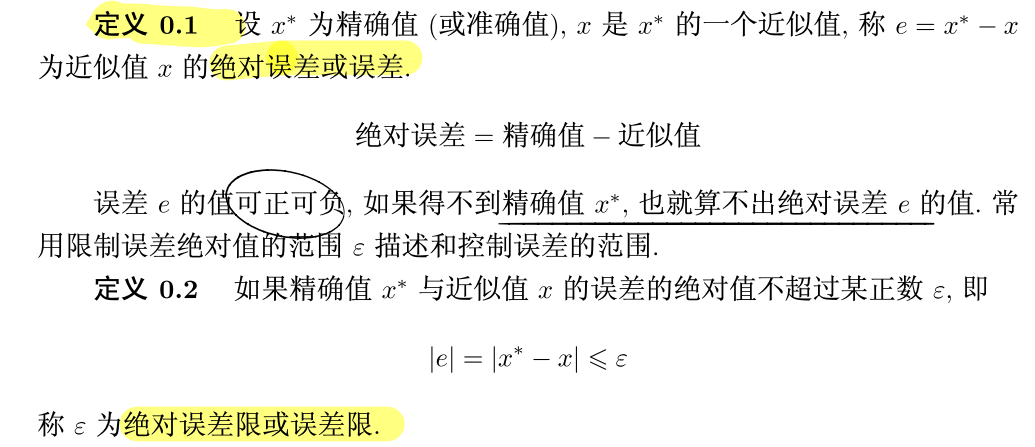 定义 0.1 设 x* 为精确值 (或准确值), x 是 x* 的一个近似值, 称 e = x* − x
为近似值 x 的绝对误差或误差.
绝对误差 = 精确值 − 近似值
误差 e 的值可正可负, 如果得不到精确值 x*, 也就算不出绝对误差 e 的值. 常
用限制误差绝对值的范围 ε 描述和控制误差的范围.
定义 0.2 如果精确值 x* 与近似值 x 的误差的绝对值不超过某正数 ε, 即
|e| = |x* − x| ⩽ ε
称 ε 为绝对误差限或误差限.